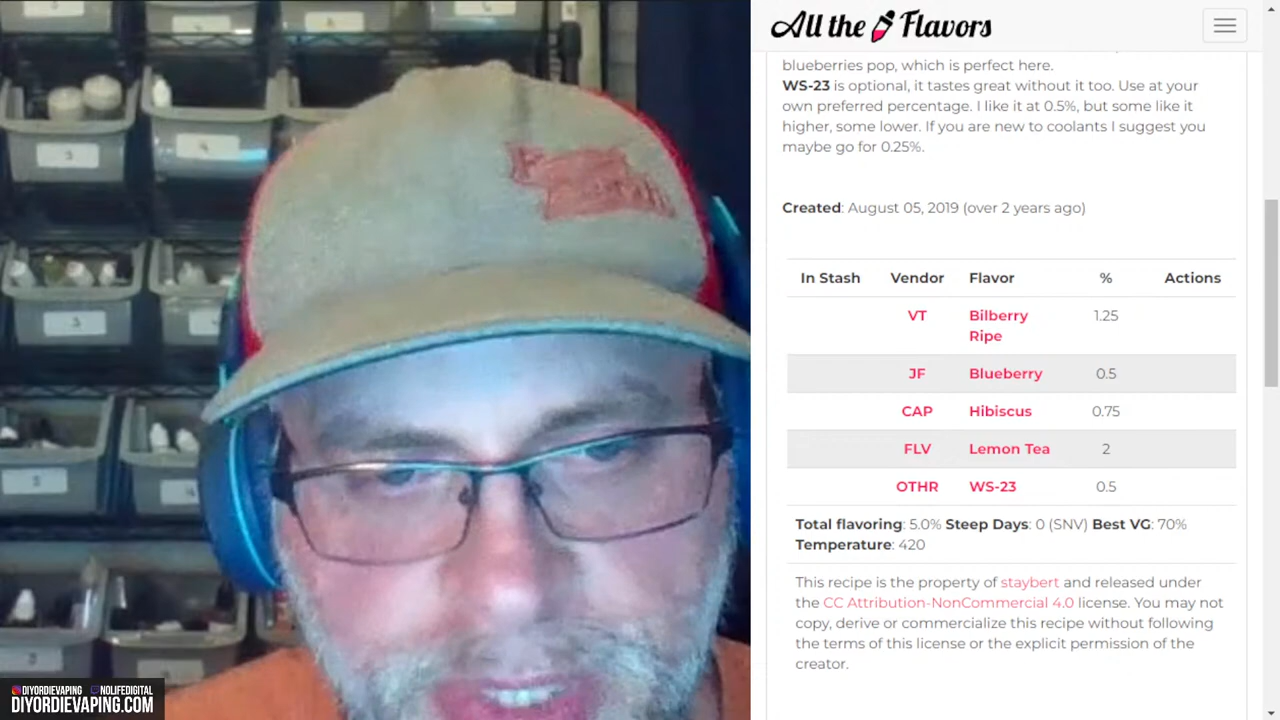 All the Flavors
blueberries pop, which is perfect here.
WS-23 is optional, it tastes great without it too. Use at your
own preferred percentage. I like it at 0.5%, but some like it
higher, some lower. If you are new to coolants I suggest you
maybe go for 0.25%.
Created: August 05, 2019 (over 2 years ago)
In Stash Vendor Flavor % Actions
VT Bilberry Ripe 1.25
JF Blueberry 0.5
CAP Hibiscus 0.75
FLV Lemon Tea 2
OTHR WS-23 0.5
Total flavoring: 5.0% Steep Days: 0 (SNV) Best VG: 70%
Temperature: 420
This recipe is the property of staybert and released under
the CC Attribution-NonCommercial 4.0 license. You may not
copy, derive or commercialize this recipe without following
the terms of this license or the explicit permission of the
creator.
DIYORDIEVAPING NOLIFEDIGITAL
DIYORDIEVAPING.COM